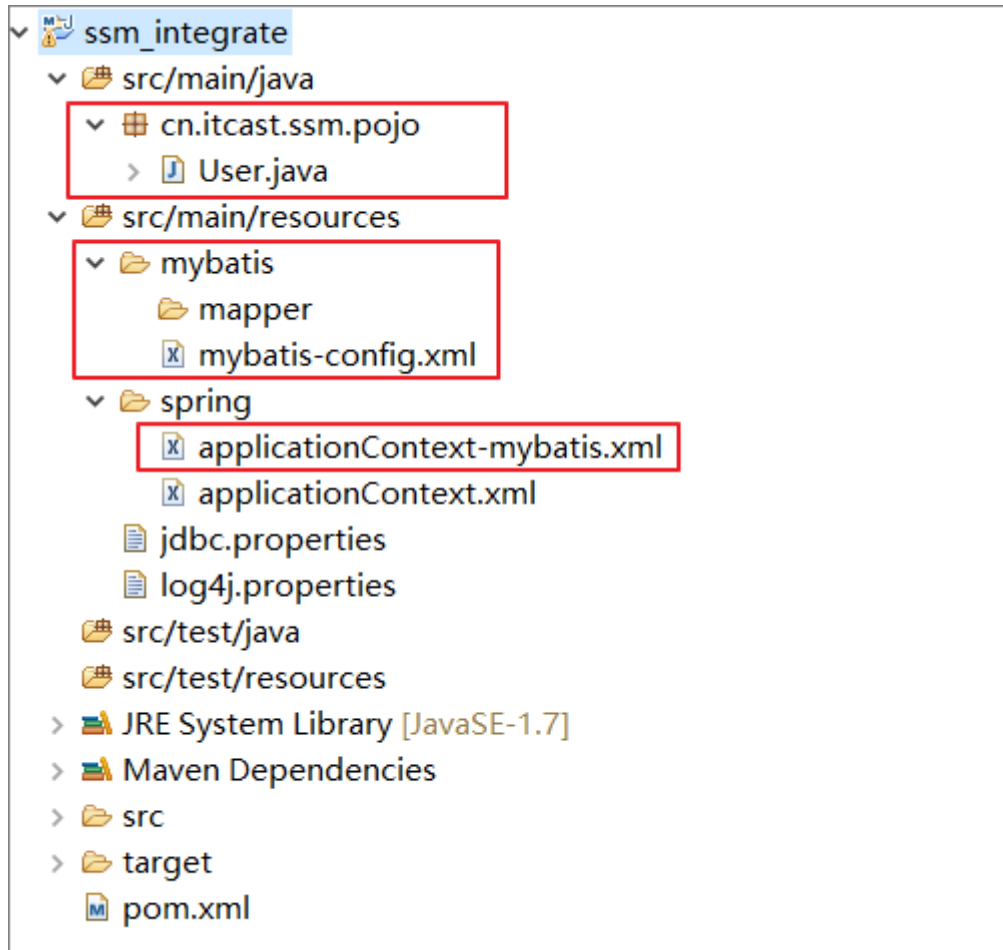 ssm_integrate
src/main/java
cn.itcast.ssm.pojo
User.java
src/main/resources
mybatis
mapper
mybatis-config.xml
spring
applicationContext-mybatis.xml
applicationContext.xml
jdbc.properties
log4j.properties
src/test/java
src/test/resources
JRE System Library [JavaSE-1.7]
Maven Dependencies
src
target
pom.xml